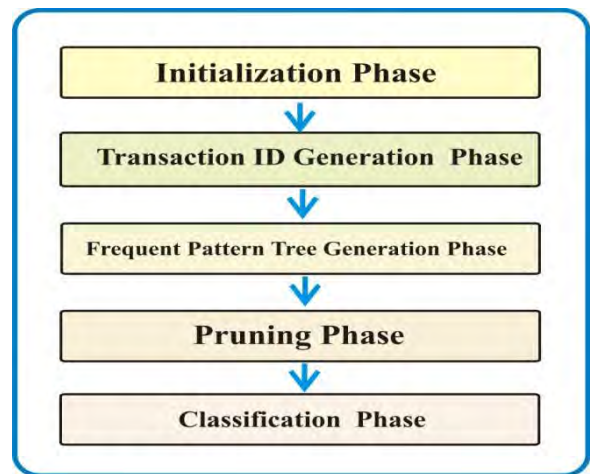 Initialization Phase
Transaction ID Generation Phase
Frequent Pattern Tree Generation Phase
Pruning Phase
Classification Phase